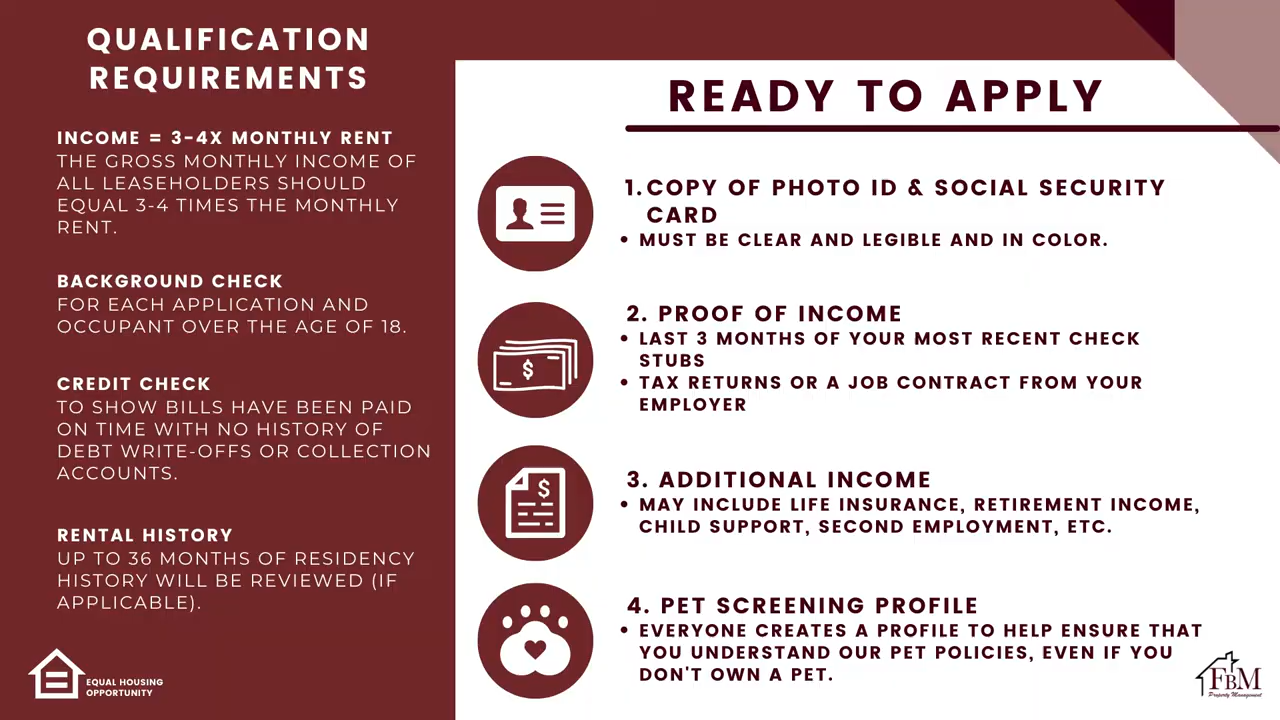 QUALIFICATION
REQUIREMENTS
INCOME = 3-4X MONTHLY RENT
THE GROSS MONTHLY INCOME OF
ALL LEASEHOLDERS SHOULD
EQUAL 3-4 TIMES THE MONTHLY
RENT.
BACKGROUND CHECK
FOR EACH APPLICATION AND
OCCUPANT OVER THE AGE OF 18.
CREDIT CHECK
TO SHOW BILLS HAVE BEEN PAID
ON TIME WITH NO HISTORY OF
DEBT WRITE-OFFS OR COLLECTION
ACCOUNTS.
RENTAL HISTORY
UP TO 36 MONTHS OF RESIDENCY
HISTORY WILL BE REVIEWED (IF
APPLICABLE).
EQUAL HOUSING
OPPORTUNITY
READY TO APPLY
1. COPY OF PHOTO ID & SOCIAL SECURITY
CARD
• MUST BE CLEAR AND LEGIBLE AND IN COLOR.
2. PROOF OF INCOME
• LAST 3 MONTHS OF YOUR MOST RECENT CHECK
STUBS
• TAX RETURNS OR A JOB CONTRACT FROM YOUR
EMPLOYER
$
3. ADDITIONAL INCOME
• MAY INCLUDE LIFE INSURANCE, RETIREMENT INCOME,
CHILD SUPPORT, SECOND EMPLOYMENT, ETC.
$
4. PET SCREENING PROFILE
• EVERYONE CREATES A PROFILE TO HELP ENSURE THAT
YOU UNDERSTAND OUR PET POLICIES, EVEN IF YOU
DON'T OWN A PET.
FBM
Property Management